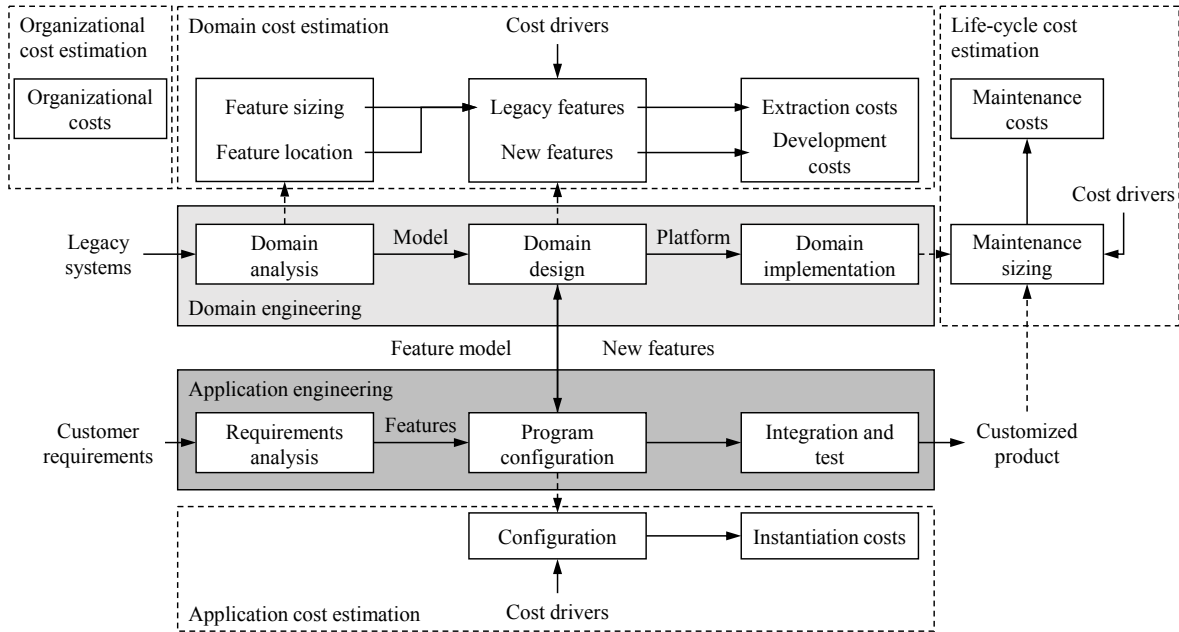 Organizational
cost estimation
Organizational
costs
Domain cost estimation
Cost drivers
Feature sizing
Feature location
Legacy features
New features
Extraction costs
Development
costs
Life-cycle cost
estimation
Maintenance
costs
Cost drivers
Maintenance
sizing
Legacy
systems
Domain
analysis
Model
Domain
design
Platform
Domain
implementation
Domain engineering
Feature model
New features
Application engineering
Customer
requirements
Requirements
analysis
Features
Program
configuration
Integration and
test
Customized
product
Configuration
Instantiation costs
Application cost estimation
Cost drivers